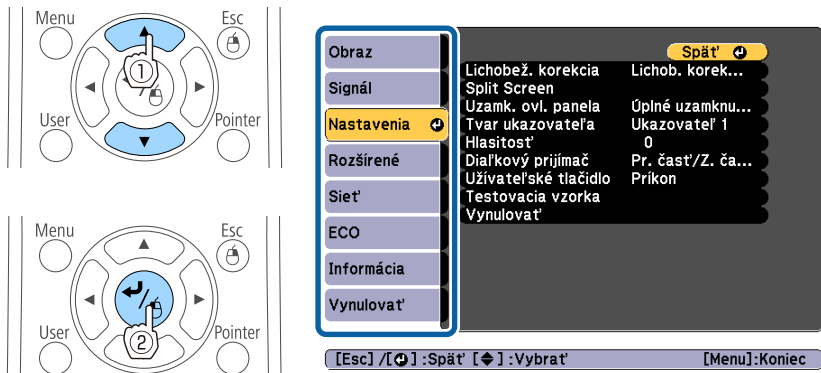 Menu
Esc
1
User
Pointer
Menu
Esc
User
2
Pointer
Obraz
Signál
Nastavenia
Rozšírené
Sieť
ECO
Informácia
Vynulovať
Späť
Lichobež. korekcia Lichob. korek...
Split Screen
Uzamk. ovl. panela Úplné uzamknu...
Tvar ukazovateľa Ukazovateľ 1
Hlasitosť 0
Diaľkový prijímač Pr. časť/Z. ča...
Užívateľské tlačidlo Príkon
Testovacia vzorka
Vynulovať
[Esc] /[ ] :Späť [ ] :Vybrať [Menu]:Koniec